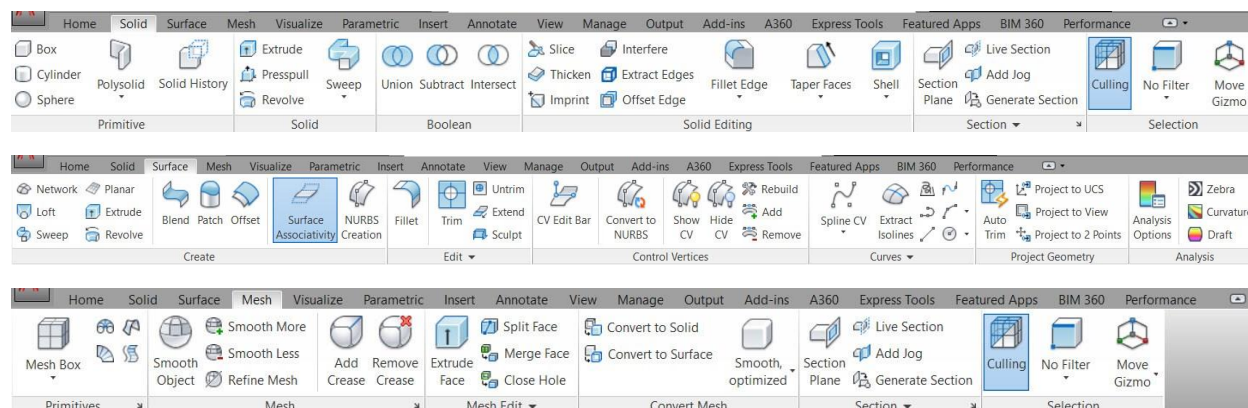 Home Solid Surface Mesh Visualize Parametric Insert Annotate View Manage Output Add-ins A360 Express Tools Featured Apps BIM 360 Performance
Box Extrude Slice Interfere Live Section
Cylinder Presspull Thicken Extract Edges Add Jog
Sphere Revolve Imprint Offset Edge Generate Section
Polysolid Solid History Sweep Union Subtract Intersect Fillet Edge Taper Faces Shell Section Plane Culling No Filter Move Gizmo
Primitive Solid Boolean Solid Editing Section Selection
Home Solid Surface Mesh Visualize Parametric Insert Annotate View Manage Output Add-ins A360 Express Tools Featured Apps BIM 360 Performance
Network Planar Untrim Rebuild Project to UCS Zebra
Loft Extrude Extend Add Project to View Curvature
Sweep Revolve Sculpt Remove Project to 2 Points Draft
Blend Patch Offset Surface Associativity NURBS Creation Fillet Trim CV Edit Bar Convert to NURBS Show CV Hide CV Spline CV Extract Isolines Auto Trim Analysis Options
Create Edit Control Vertices Curves Project Geometry Analysis
Home Solid Surface Mesh Visualize Parametric Insert Annotate View Manage Output Add-ins A360 Express Tools Featured Apps BIM 360 Performance
Smooth More Split Face Convert to Solid Live Section
Smooth Less Merge Face Convert to Surface Add Jog
Refine Mesh Close Hole Generate Section
Mesh Box Smooth Object Add Crease Remove Crease Extrude Face Smooth, optimized Section Plane Culling No Filter Move Gizmo
Primitives Mesh Mesh Edit Convert Mesh Section Selection